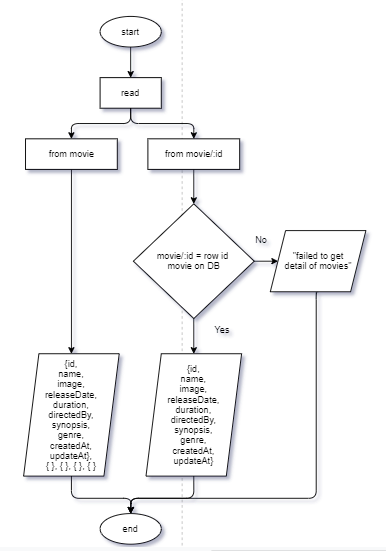 start
read
from movie
from movie/:id
movie/:id = row id
movie on DB
No
"failed to get
detail of movies"
Yes
{id,
name,
image,
releaseDate,
duration,
directedBy,
synopsis,
genre,
createdAt,
updateAt},
{ }, { }, { }, { }
{id,
name,
image,
releaseDate,
duration,
directedBy,
synopsis,
genre,
createdAt,
updateAt}
end